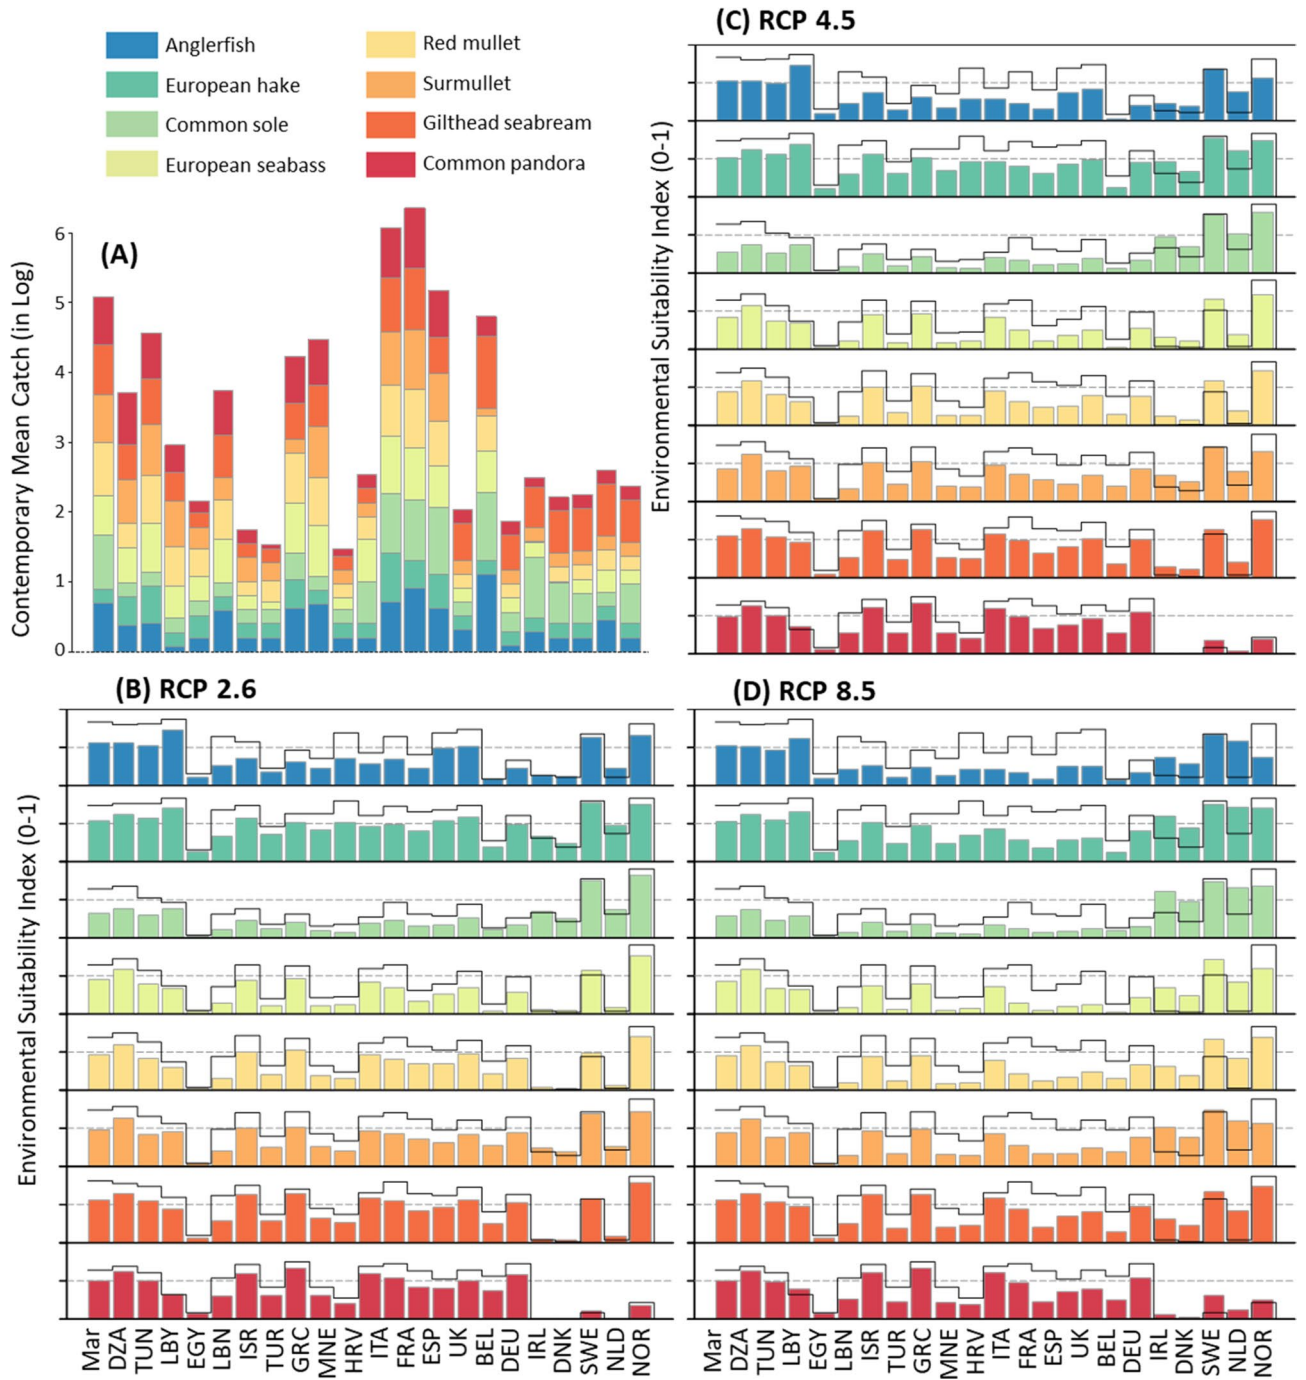 (C) RCP 4.5
Anglerfish
European hake
Common sole
European seabass
Red mullet
Surmullet
Gilthead seabream
Common pandora
(A)
Contemporary Mean Catch (in Log)
6
5
4
3
2
1
0
Environmental Suitability Index (0-1)
(B) RCP 2.6
(D) RCP 8.5
Environmental Suitability Index (0-1)
Mar DZA TUN LBY EGY LBN ISR TUR GRC MNE HRV ITA FRA ESP UK BEL DEU IRL DNK SWE NLD NOR
Mar DZA TUN LBY EGY LBN ISR TUR GRC MNE HRV ITA FRA ESP UK BEL DEU IRL DNK SWE NLD NOR